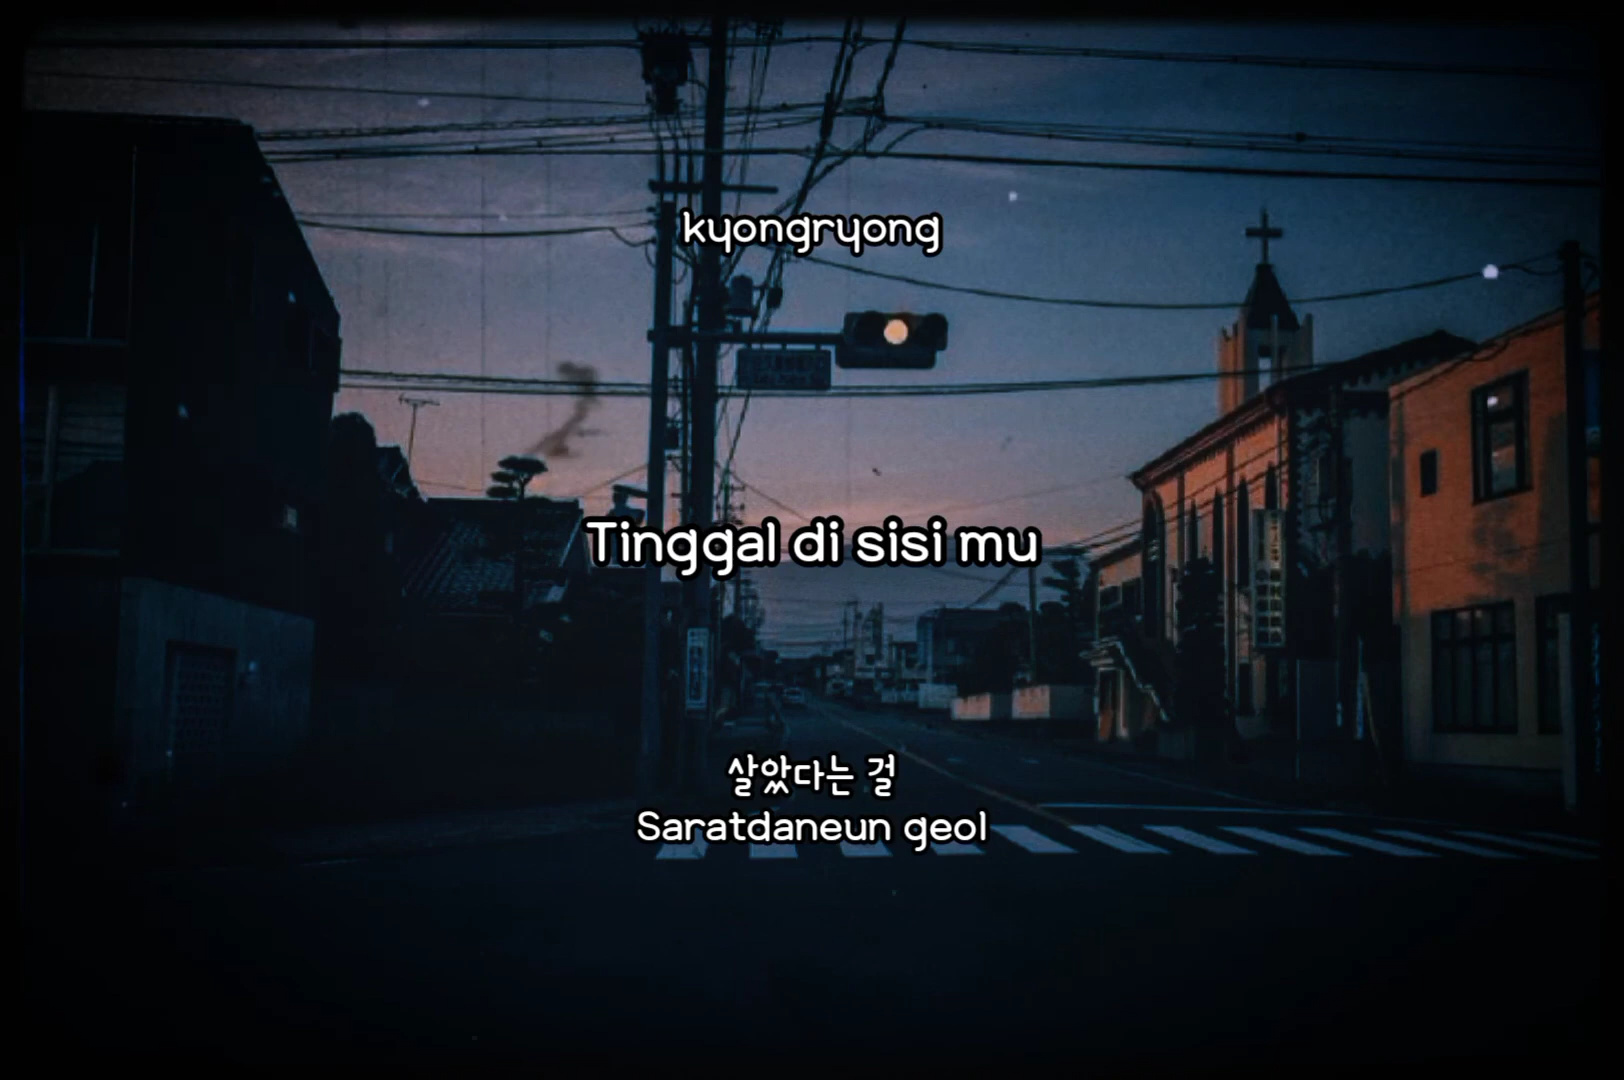 kyongryong
Tinggal di sisi mu
살았다는 걸
Saratdaneun geol